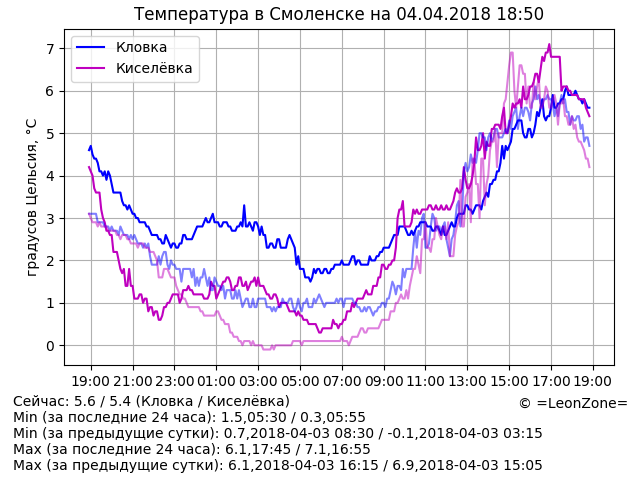 Температура в Смоленске на 04.04.2018 18:50
Кловка
Киселёвка
градусов Цельсия, °C
7
6
5
4
3
2
1
0
19:00 21:00 23:00 01:00 03:00 05:00 07:00 09:00 11:00 13:00 15:00 17:00 19:00
Сейчас: 5.6 / 5.4 (Кловка / Киселёвка)
© =LeonZone=
Min (за последние 24 часа): 1.5,05:30 / 0.3,05:55
Min (за предыдущие сутки): 0.7,2018-04-03 08:30 / -0.1,2018-04-03 03:15
Max (за последние 24 часа): 6.1,17:45 / 7.1,16:55
Max (за предыдущие сутки): 6.1,2018-04-03 16:15 / 6.9,2018-04-03 15:05